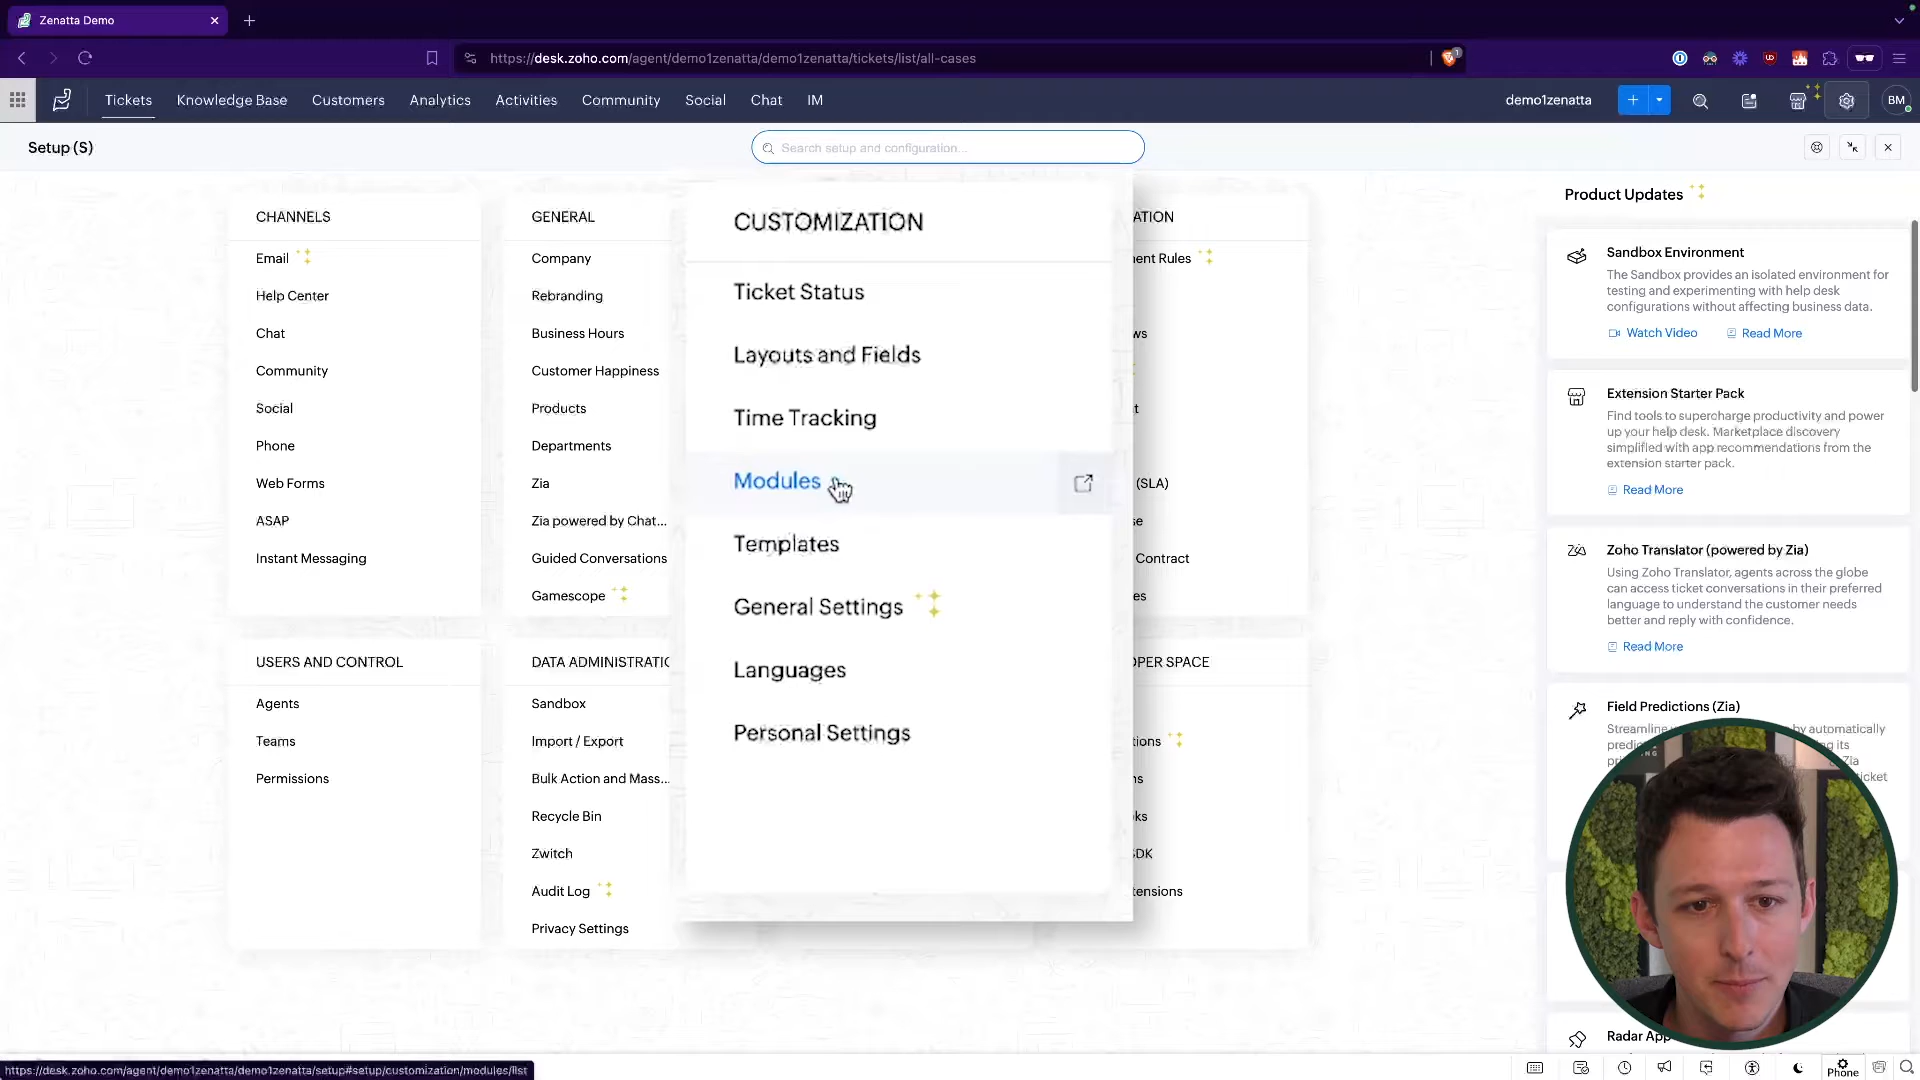 Zenatta Demo
https://desk.zoho.com/agent/demo1zenatta/demo1zenatta/tickets/list/all-cases
1
Tickets
Knowledge Base
Customers
Analytics
Activities
Community
Social
Chat
IM
demo1zenatta
BM
Setup (S)
Search setup and configuration...
CHANNELS
Email
Help Center
Chat
Community
Social
Phone
Web Forms
ASAP
Instant Messaging
GENERAL
Company
Rebranding
Business Hours
Customer Happiness
Products
Departments
Zia
Zia powered by Chat...
Guided Conversations
Gamescope
CUSTOMIZATION
Ticket Status
Layouts and Fields
Time Tracking
Modules
Templates
General Settings
Languages
Personal Settings
ATION
ent Rules
ws
t
(SLA)
se
Contract
es
USERS AND CONTROL
Agents
Teams
Permissions
DATA ADMINISTRATIO
Sandbox
Import / Export
Bulk Action and Mass...
Recycle Bin
Zwitch
Audit Log
Privacy Settings
OPER SPACE
tions
ns
ks
SDK
tensions
Product Updates
Sandbox Environment
The Sandbox provides an isolated environment for
testing and experimenting with help desk
configurations without affecting business data.
Watch Video
Read More
Extension Starter Pack
Find tools to supercharge productivity and power
up your help desk. Marketplace discovery
simplified with app recommendations from the
extension starter pack.
Read More
Zoho Translator (powered by Zia)
Using Zoho Translator, agents across the globe
can access ticket conversations in their preferred
language to understand the customer needs
better and reply with confidence.
Read More
Field Predictions (Zia)
Streamline by automatically
predic ng its
Zia
ticket
Radar App
https://desk.zoho.com/agent/demo1zenatta/demo1zenatta/setup#setup/customization/modules/list
Phone